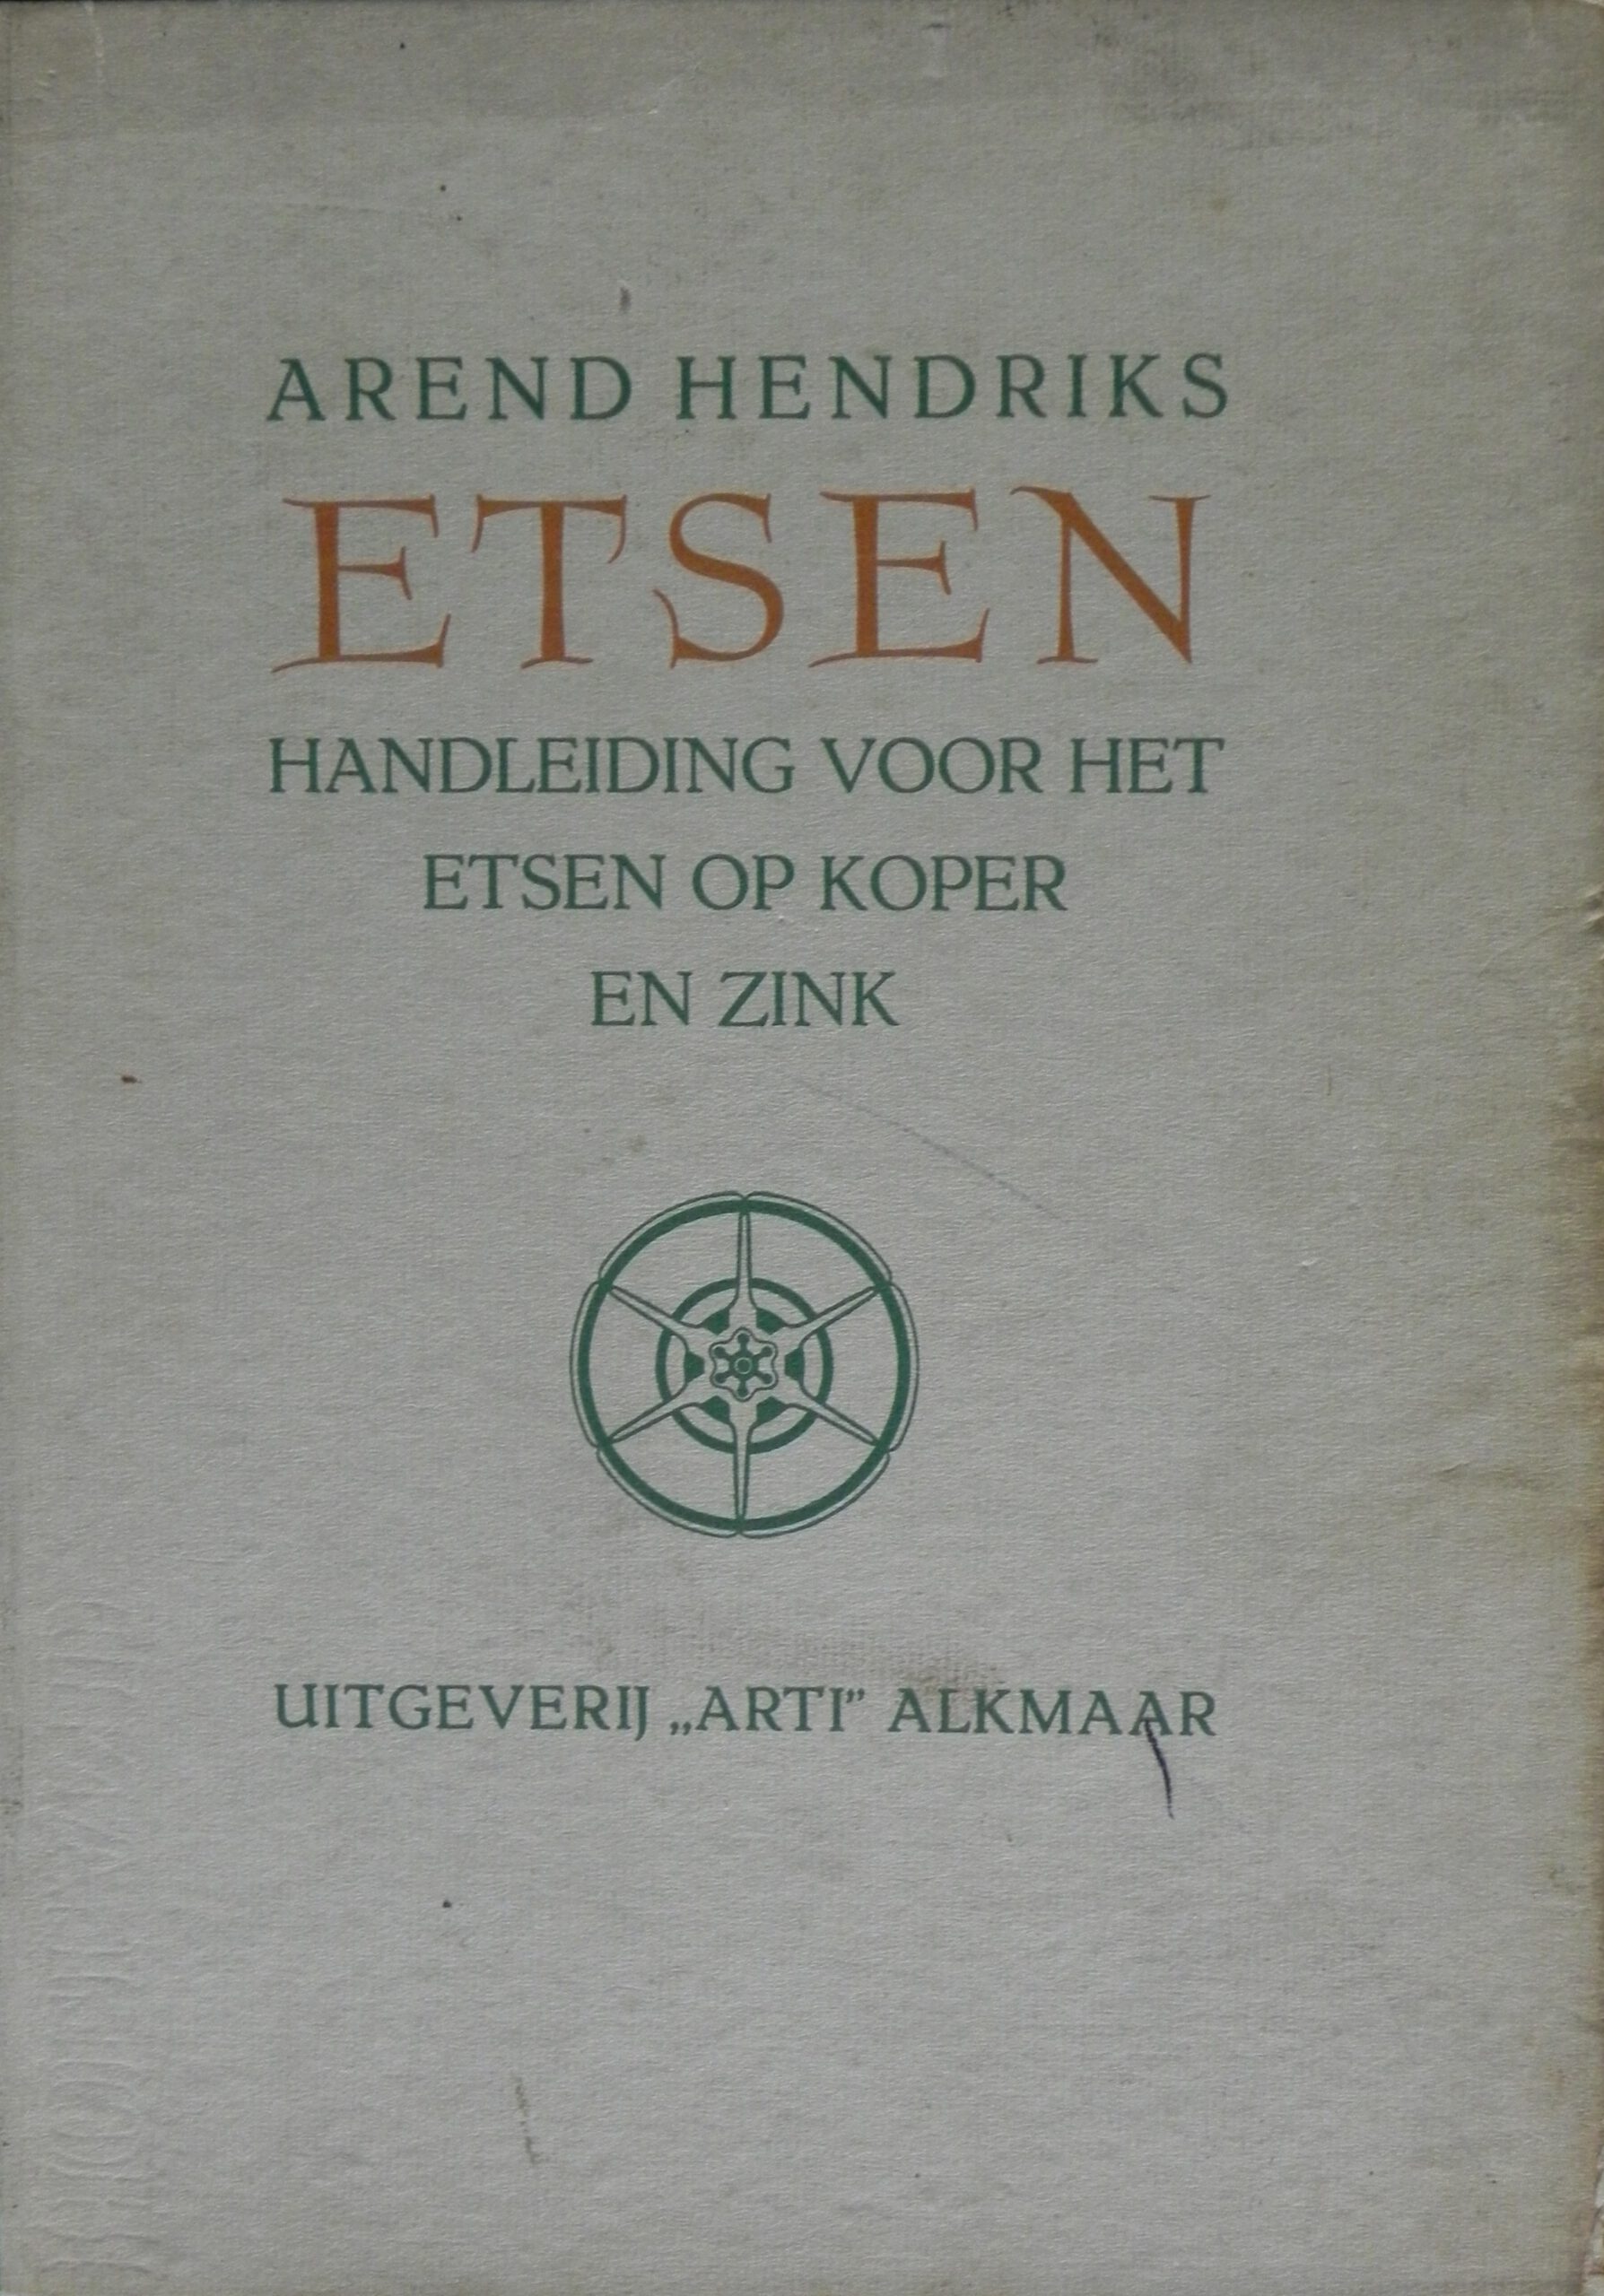 AREND HENDRIKS
ETSEN
HANDLEIDING VOOR HET
ETSEN OP KOPER
EN ZINK
UITGEVERIJ „ARTI” ALKMAAR